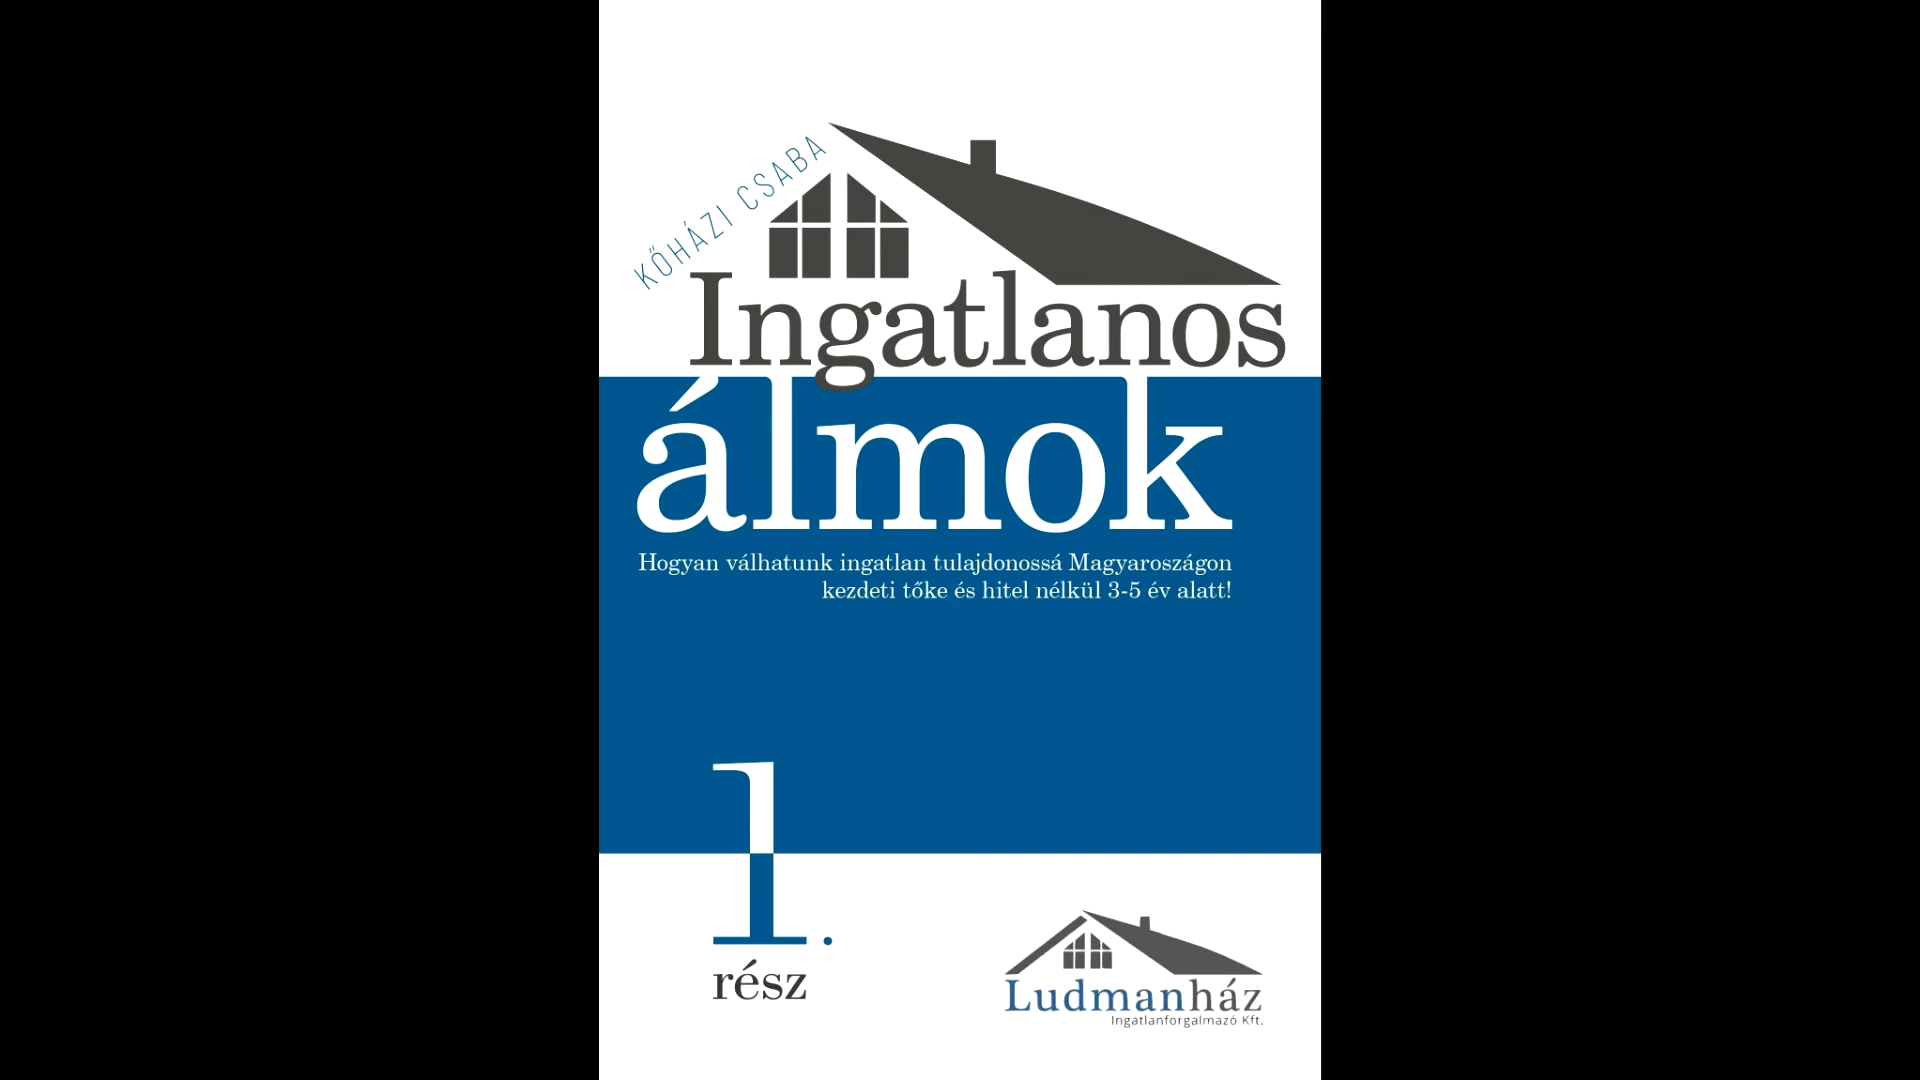 KŐHÁZI CSABA
Ingatlanos
álmok
Hogyan válhatunk ingatlan tulajdonossá Magyaroszágon
kezdeti tőke és hitel nélkül 3-5 év alatt!
1.
rész
Ludmanház
Ingatlanforgalmazó Kft.